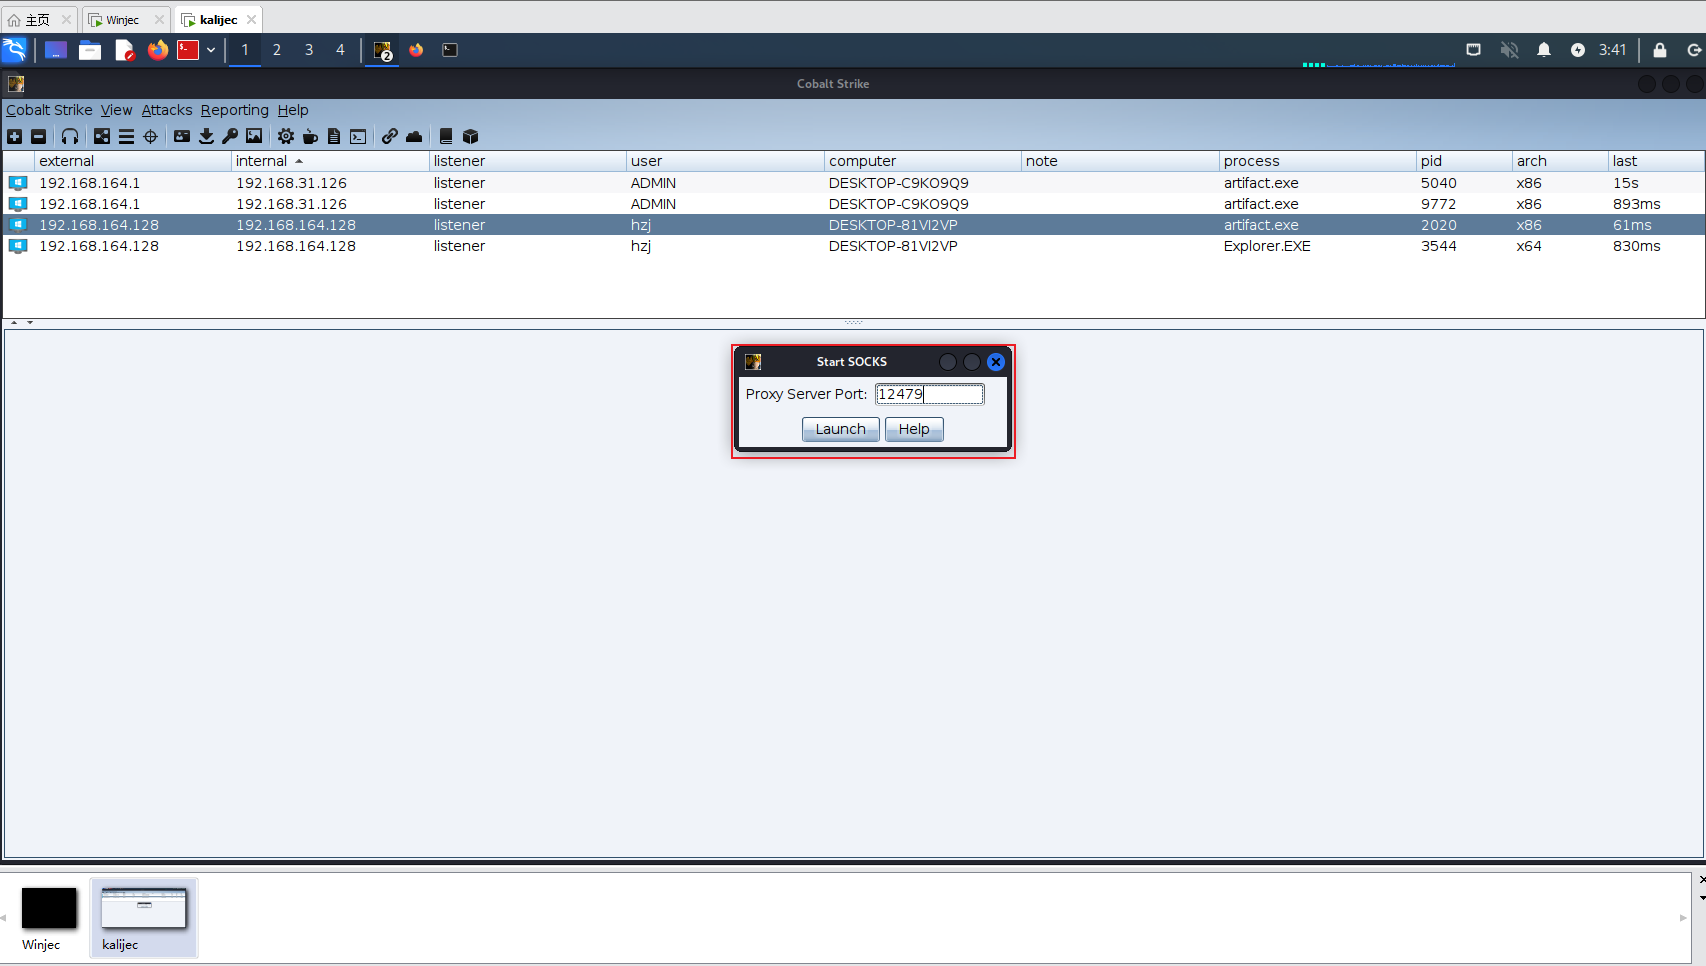 主页 Winjec kalijec
1 2 3 4 2 3:41
Cobalt Strike
Cobalt Strike View Attacks Reporting Help
external internal listener user computer note process pid arch last
192.168.164.1 192.168.31.126 listener ADMIN DESKTOP-C9KO9Q9 artifact.exe 5040 x86 15s
192.168.164.1 192.168.31.126 listener ADMIN DESKTOP-C9KO9Q9 artifact.exe 9772 x86 893ms
192.168.164.128 192.168.164.128 listener hzj DESKTOP-81VI2VP artifact.exe 2020 x86 61ms
192.168.164.128 192.168.164.128 listener hzj DESKTOP-81VI2VP Explorer.EXE 3544 x64 830ms
Start SOCKS
Proxy Server Port: 12479
Launch Help
Winjec kalijec